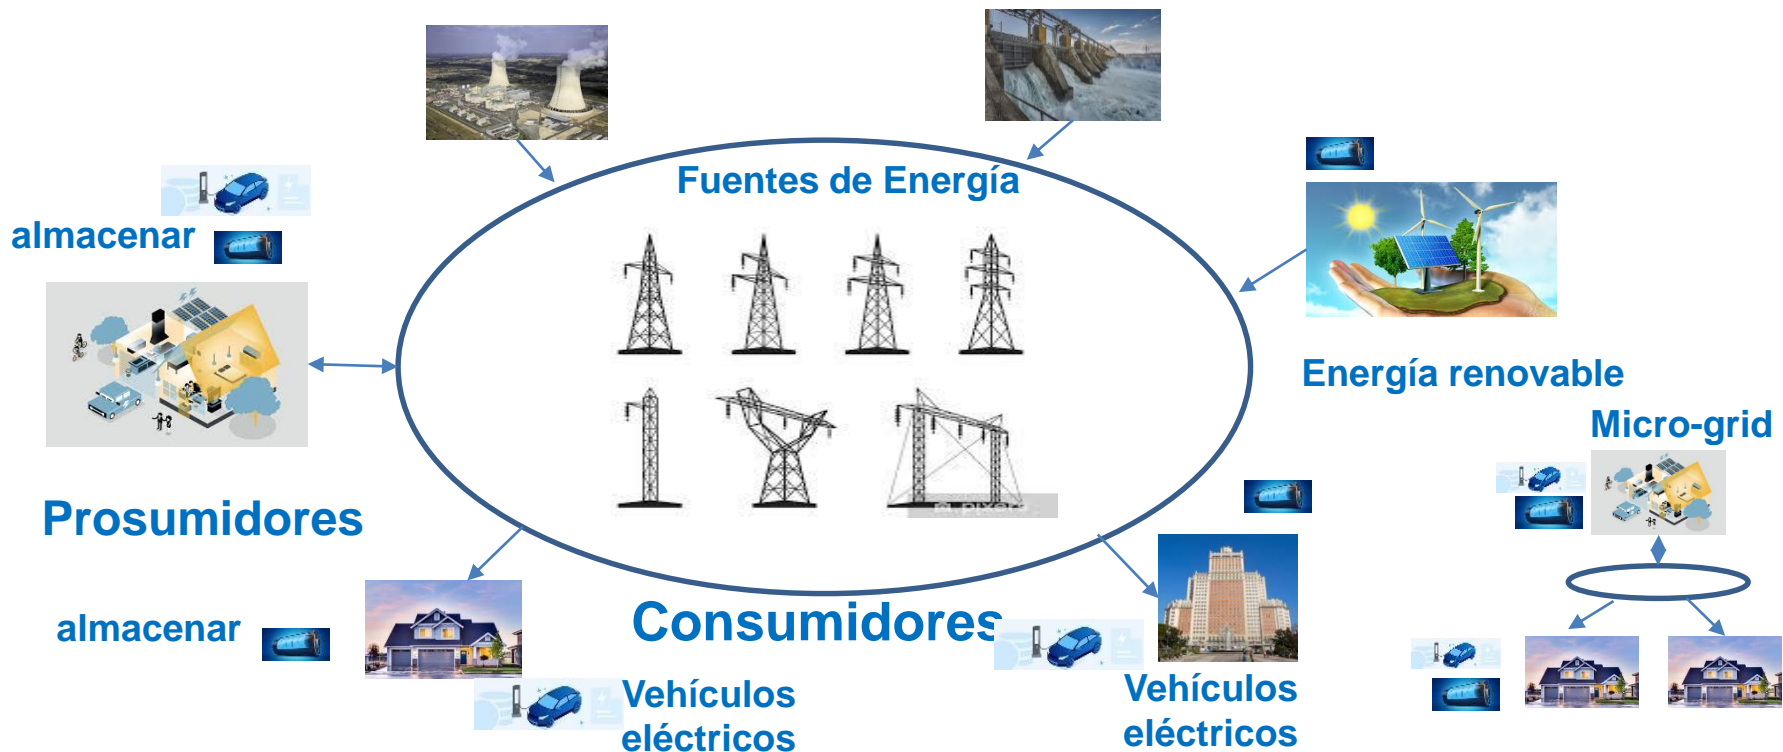 Fuentes de Energía
almacenar
Energía renovable
Micro-grid
Prosumidores
Consumidores
almacenar
Vehículos
eléctricos
Vehículos
eléctricos